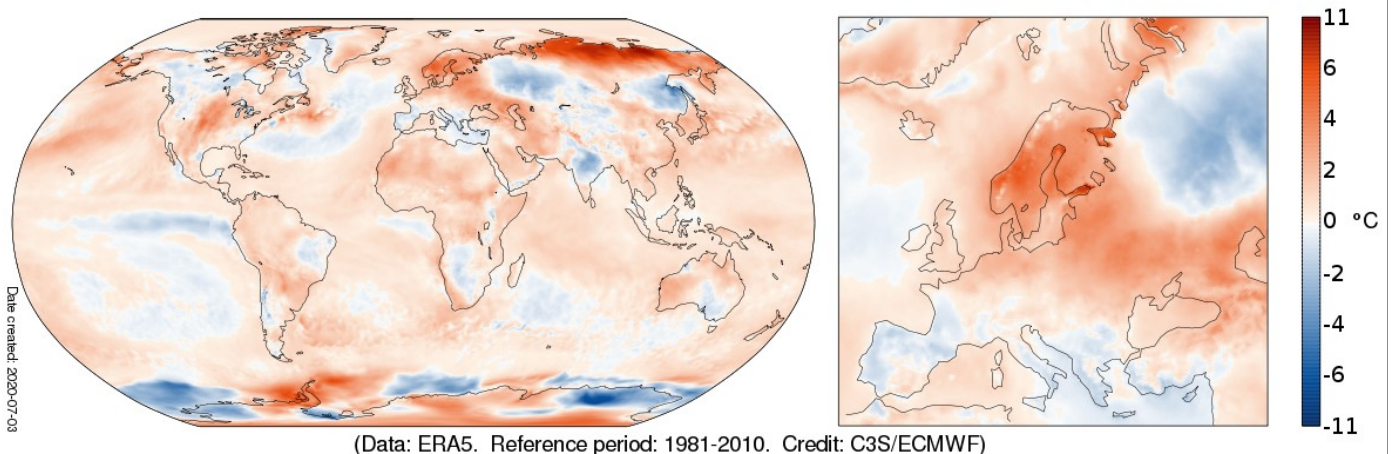 11
6
4
2
0 °C
-2
-4
-6
-11
Date created: 2020-07-03
(Data: ERA5. Reference period: 1981-2010. Credit: C3S/ECMWF)